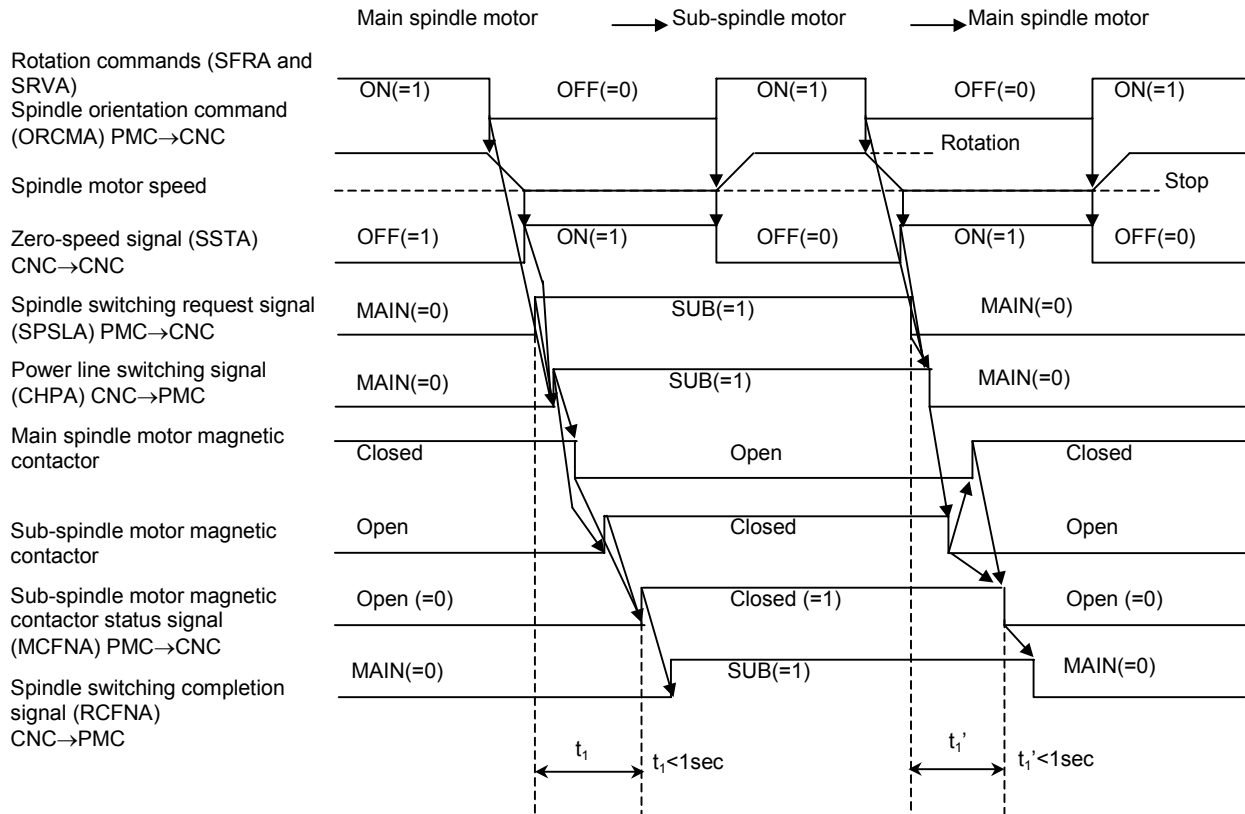 Main spindle motor Sub-spindle motor Main spindle motor
Rotation commands (SFRA and
SRVA)
ON(=1) OFF(=0) ON(=1) OFF(=0) ON(=1)
Spindle orientation command
(ORCMA) PMC→CNC
Rotation
Spindle motor speed
Stop
Zero-speed signal (SSTA)
CNC→CNC
OFF(=1) ON(=1) OFF(=0) ON(=1) OFF(=0)
Spindle switching request signal
(SPSLA) PMC→CNC
MAIN(=0) SUB(=1) MAIN(=0)
Power line switching signal
(CHPA) CNC→PMC
MAIN(=0) SUB(=1) MAIN(=0)
Main spindle motor magnetic
contactor
Closed Open Closed
Sub-spindle motor magnetic
contactor
Open Closed Open
Sub-spindle motor magnetic
contactor status signal
(MCFNA) PMC→CNC
Open (=0) Closed (=1) Open (=0)
Spindle switching completion
signal (RCFNA)
CNC→PMC
MAIN(=0) SUB(=1) MAIN(=0)
t1 t1<1sec t1’ t1’<1sec